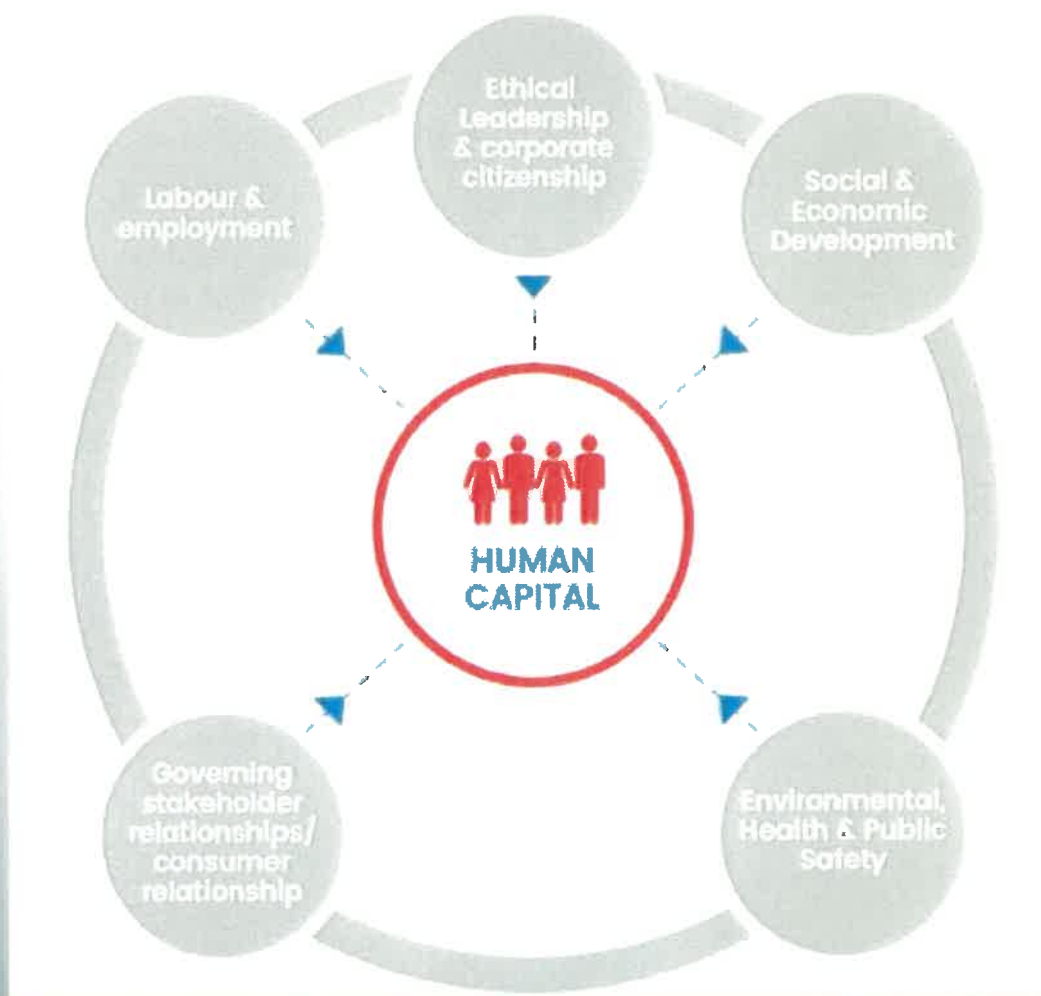 Ethical
Leadership
& corporate
citizenship
Labour &
employment
Social &
Economic
Development
HUMAN
CAPITAL
Governing
stakeholder
relationships/
consumer
relationship
Environmental,
Health & Public
Safety